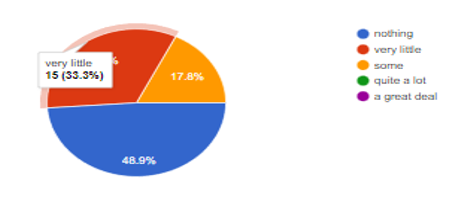 nothing
very little
some
quite a lot
a great deal
very little
15 (33.3%)
%
17.8%
48.9%